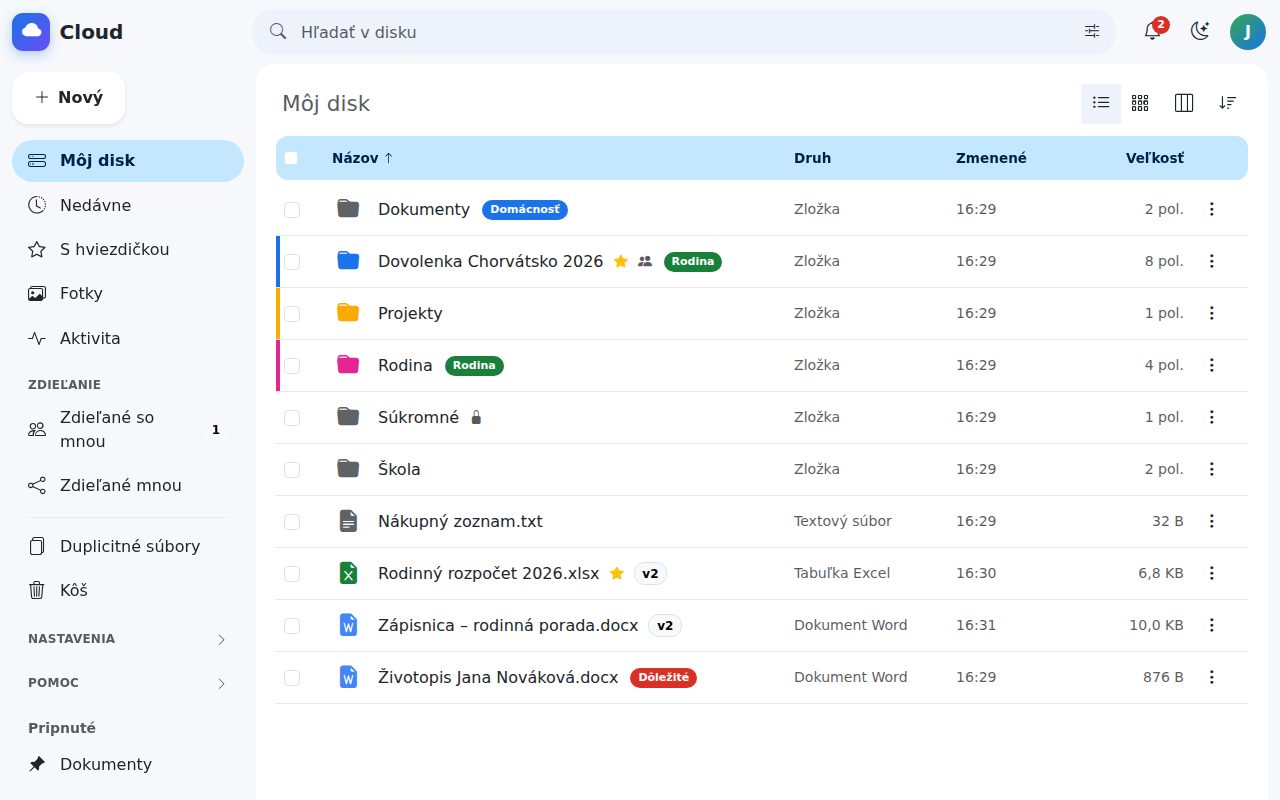 Cloud
Hľadať v disku
2
J
Nový
Môj disk
Nedávne
S hviezdičkou
Fotky
Aktivita
ZDIEĽANIE
Zdieľané so
mnou
1
Zdieľané mnou
Duplicitné súbory
Kôš
NASTAVENIA
POMOC
Pripnuté
Dokumenty
Môj disk
Názov ↑ Druh Zmenené Veľkosť
Dokumenty Domácnosť Zložka 16:29 2 pol.
Dovolenka Chorvátsko 2026 Rodina Zložka 16:29 8 pol.
Projekty Zložka 16:29 1 pol.
Rodina Rodina Zložka 16:29 4 pol.
Súkromné Zložka 16:29 1 pol.
Škola Zložka 16:29 2 pol.
Nákupný zoznam.txt Textový súbor 16:29 32 B
Rodinný rozpočet 2026.xlsx v2 Tabuľka Excel 16:30 6,8 KB
Zápisnica – rodinná porada.docx v2 Dokument Word 16:31 10,0 KB
Životopis Jana Nováková.docx Dôležité Dokument Word 16:29 876 B